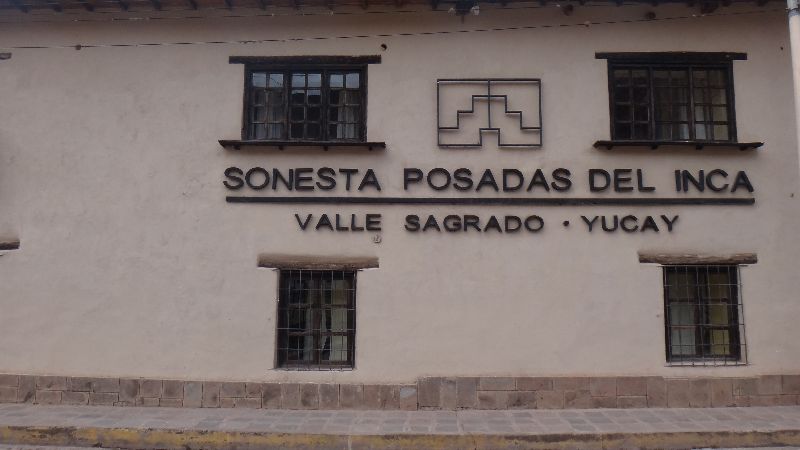 SONESTA POSADAS DEL INCA
VALLE SAGRADO · YUCAY